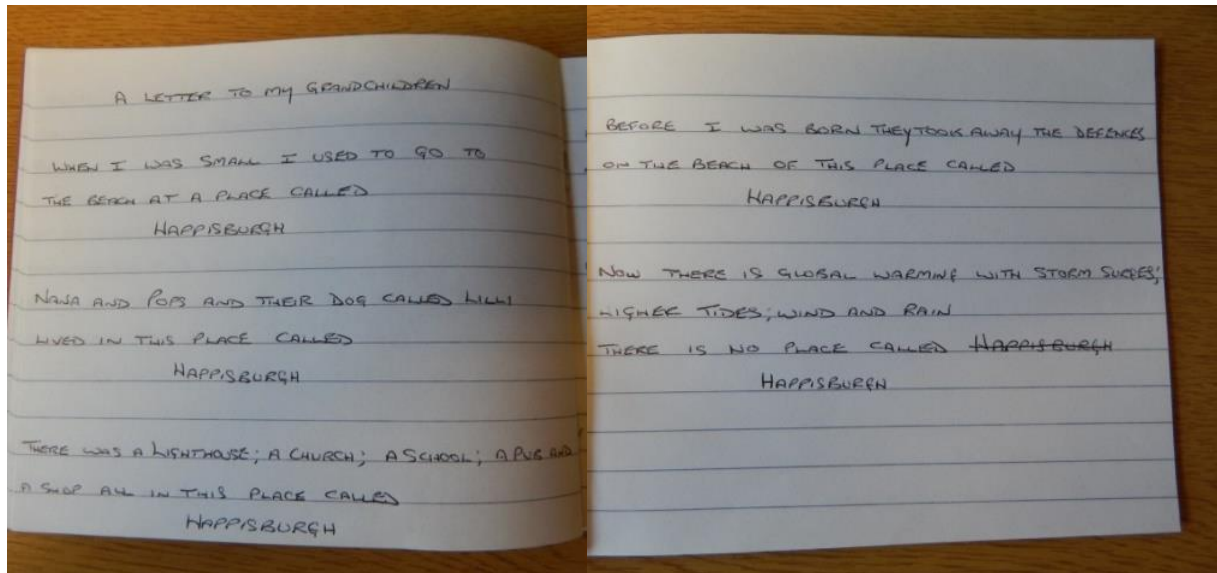 A LETTER TO MY GRANDCHILDREN
WHEN I WAS SMALL I USED TO GO TO
THE BEACH AT A PLACE CALLED
HAPPISBURGH
NANA AND POPS AND THEIR DOG CALLED LILLI
LIVED IN THIS PLACE CALLED
HAPPISBURGH
THERE WAS A LIGHTHOUSE; A CHURCH; A SCHOOL; A PUB AND
A SHOP ALL IN THIS PLACE CALLED
HAPPISBURGH
BEFORE I WAS BORN THEY TOOK AWAY THE DEFENCES
ON THE BEACH OF THIS PLACE CALLED
HAPPISBURGH
NOW THERE IS GLOBAL WARMING WITH STORM SURGES;
HIGHER TIDES; WIND AND RAIN
THERE IS NO PLACE CALLED HAPPISBURGH
HAPPISBURGH